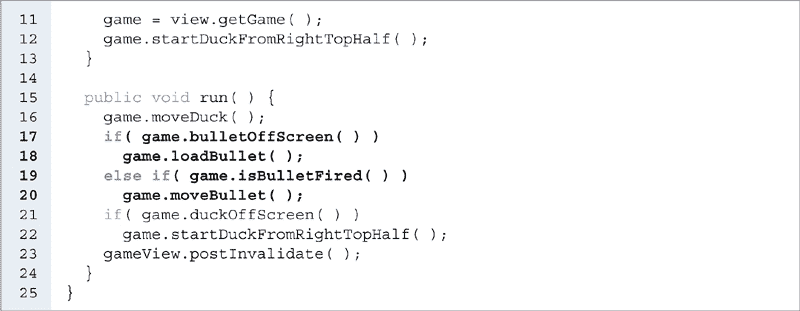 11 game = view.getGame( );
12 game.startDuckFromRightTopHalf( );
13 }
14
15 public void run( ) {
16 game.moveDuck( );
17 if( game.bulletOffScreen( ) )
18 game.loadBullet( );
19 else if( game.isBulletFired( ) )
20 game.moveBullet( );
21 if( game.duckOffScreen( ) )
22 game.startDuckFromRightTopHalf( );
23 gameView.postInvalidate( );
24 }
25 }